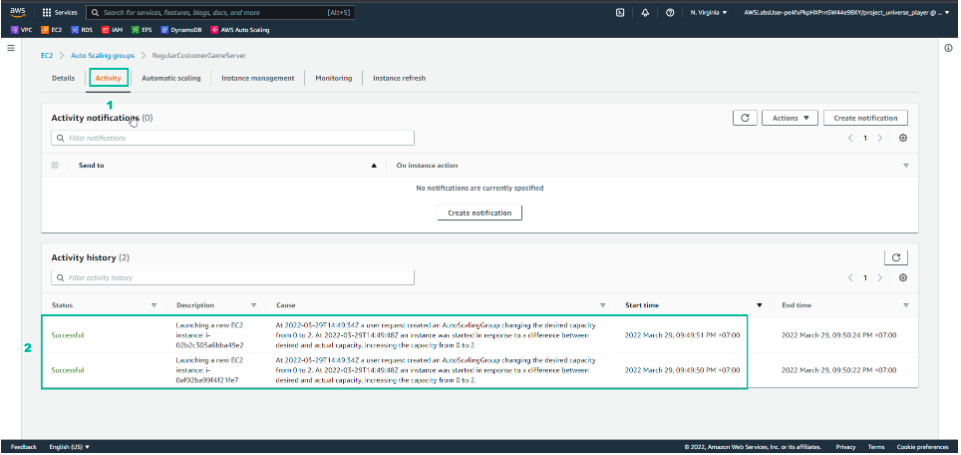 aws Services Search for services, features, blogs, docs, and more [Alt+S] N. Virginia
VPC EC2 RDS IAM EFS DynamoDB AWS Auto Scaling
EC2 > Auto Scaling groups > RegularCustomerGameServer
Details Activity Automatic scaling Instance management Monitoring Instance refresh
1
Activity notifications (0) Actions Create notification
Filter notifications 1
Send to On instance action
No notifications are currently specified
Create notification
Activity history (2)
Filter activity history 1
Status Description Cause Start time End time
2
Successful
Launching a new EC2
instance: i-
02b2c305a6bba49e2
At 2022-03-29T14:49:34Z a user request created an AutoScalingGroup changing the desired capacity
from 0 to 2. At 2022-03-29T14:49:48Z an instance was started in response to a difference between
desired and actual capacity, increasing the capacity from 0 to 2.
2022 March 29, 09:49:51 PM +07:00
2022 March 29, 09:50:24 PM +07:00
Successful
Launching a new EC2
instance: i-
0af92ba99f4f21fe7
At 2022-03-29T14:49:34Z a user request created an AutoScalingGroup changing the desired capacity
from 0 to 2. At 2022-03-29T14:49:48Z an instance was started in response to a difference between
desired and actual capacity, increasing the capacity from 0 to 2.
2022 March 29, 09:49:50 PM +07:00
2022 March 29, 09:50:22 PM +07:00
Feedback English (US) © 2022, Amazon Web Services, Inc. or its affiliates. Privacy Terms Cookie preferences